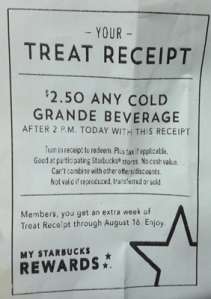 — YOUR —
TREAT RECEIPT
$2.50 ANY COLD
GRANDE BEVERAGE
AFTER 2 P.M. TODAY WITH THIS RECEIPT
Turn in receipt to redeem. Plus tax if applicable.
Good at participating Starbucks® stores. No cash value.
Can't combine with other offers/discounts.
Not valid if reproduced, transferred or sold.
Members, you get an extra week of
Treat Receipt through August 16. Enjoy.
MY STARBUCKS
REWARDS